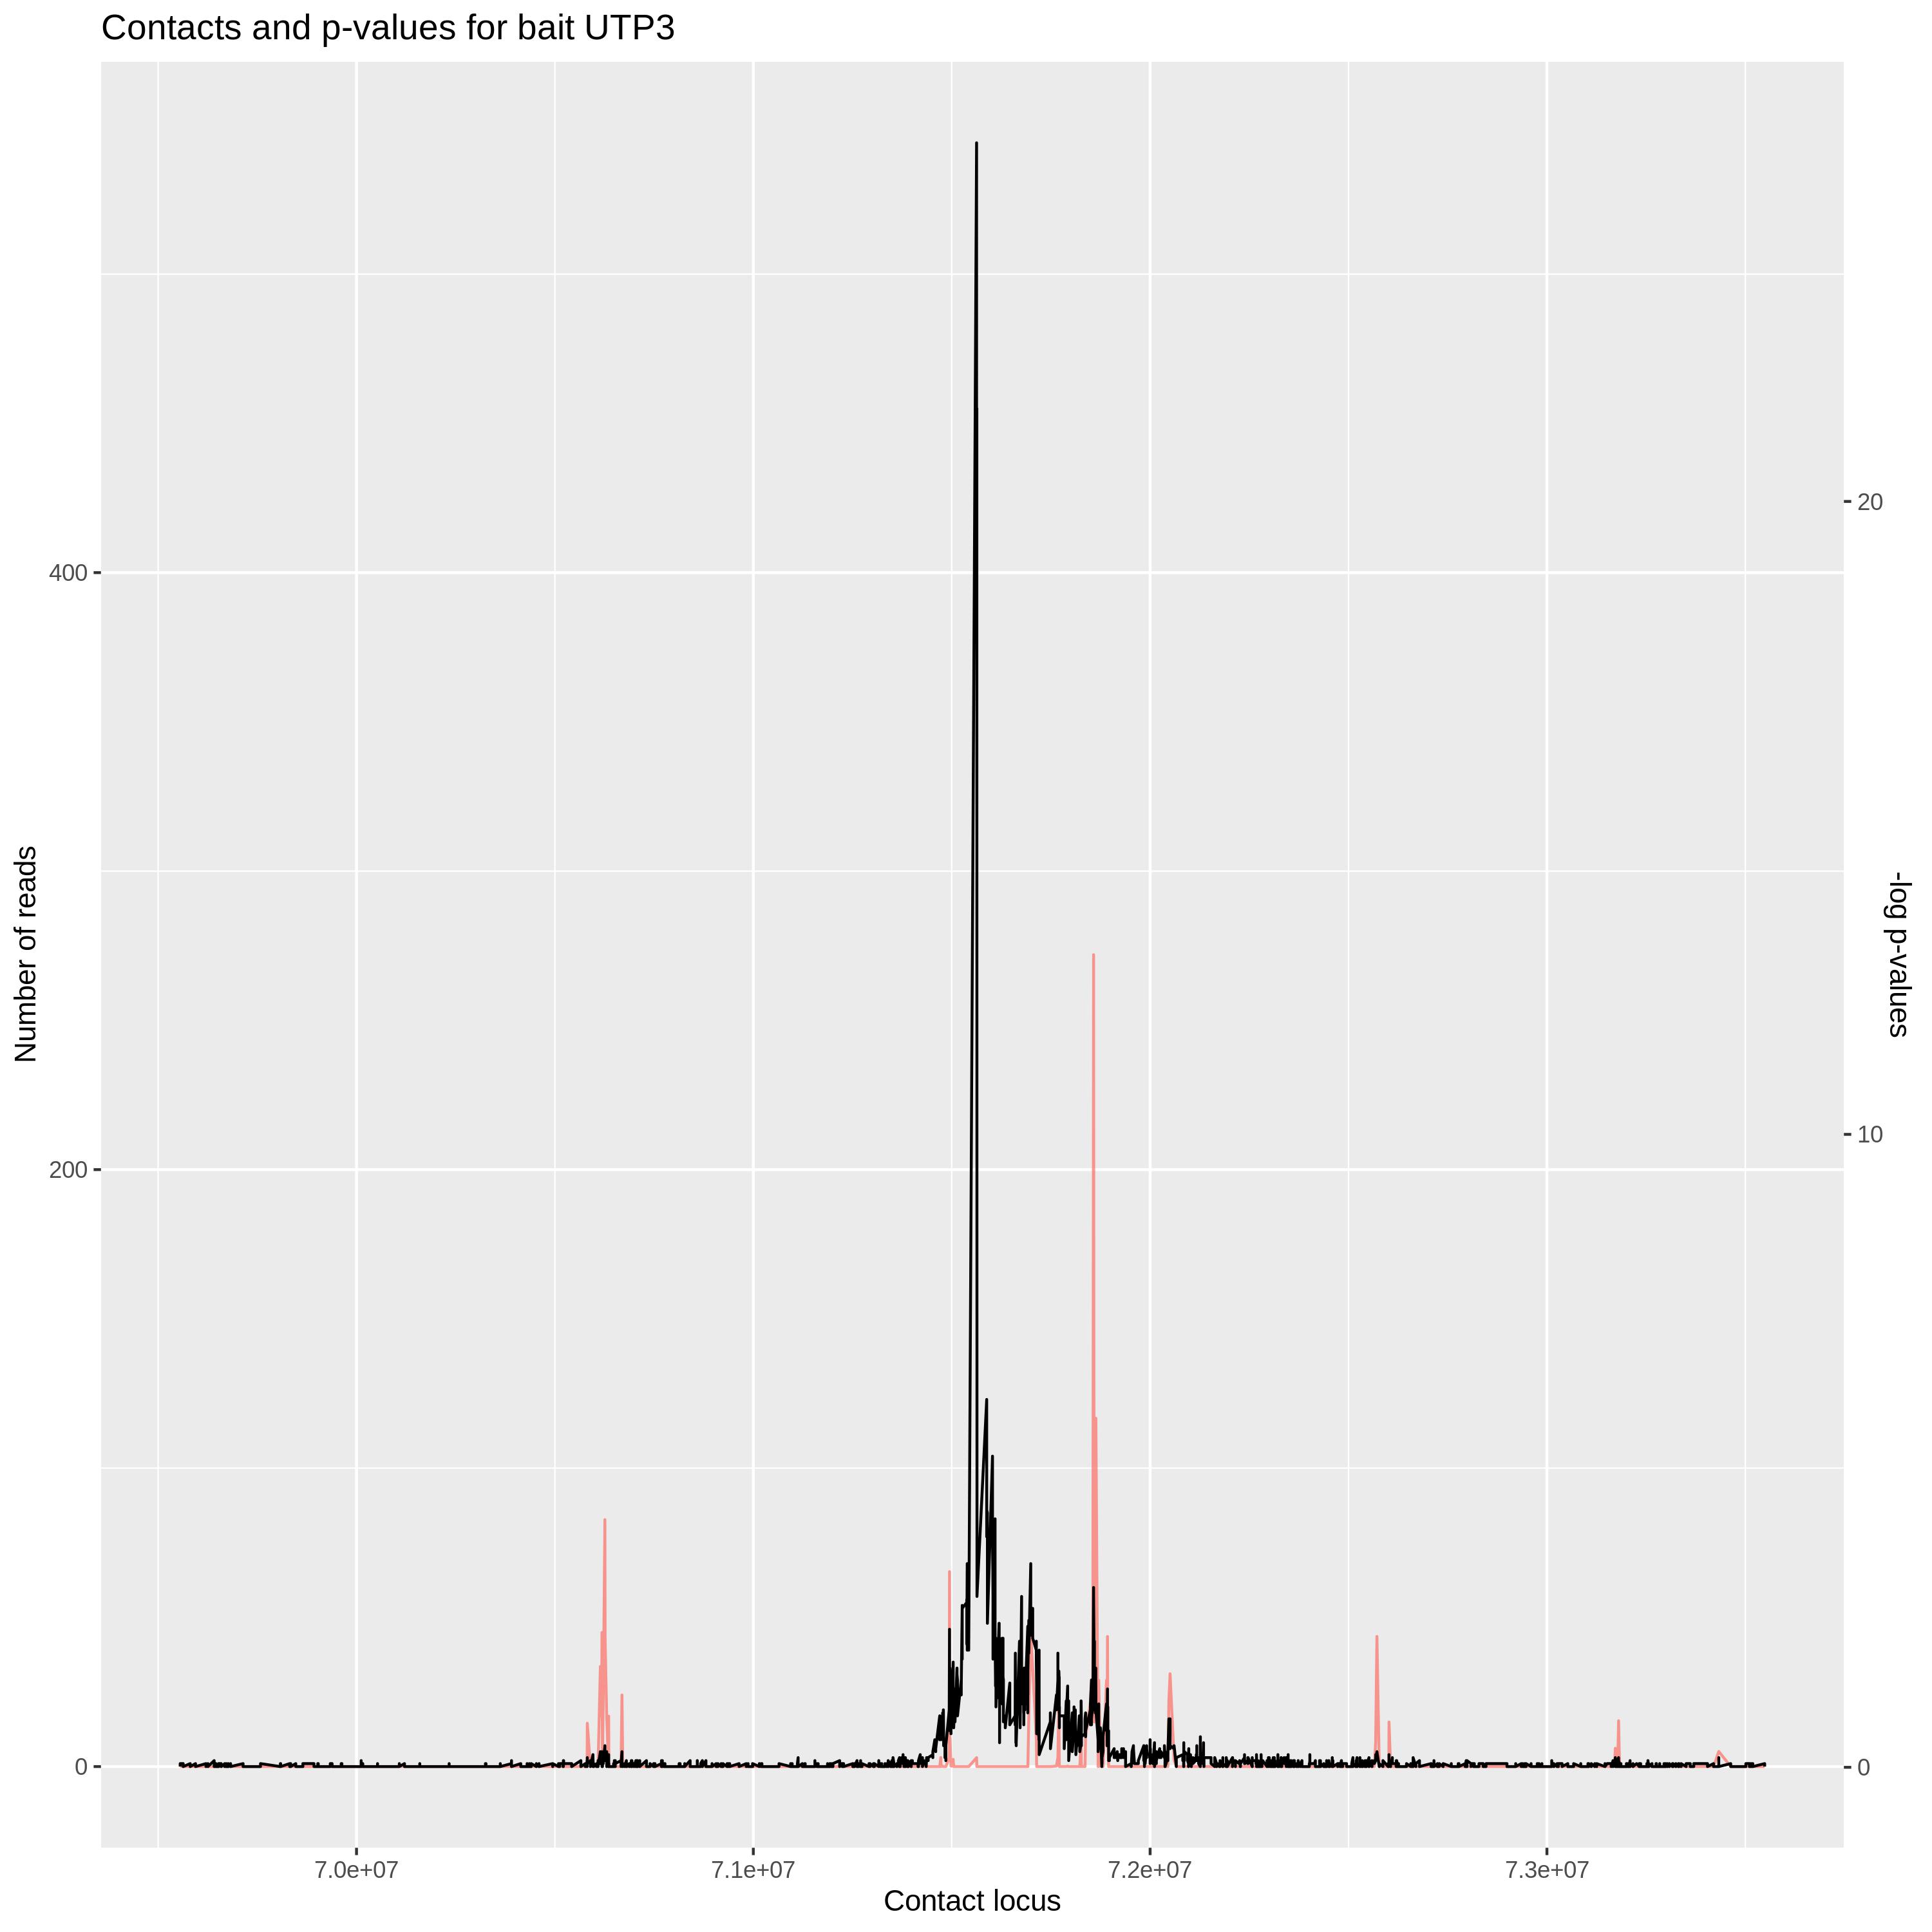 Contacts and p-values for bait UTP3
Number of reads
400
200
0
20
10
0
-log p-values
7.0e+07
7.1e+07
7.2e+07
7.3e+07
Contact locus